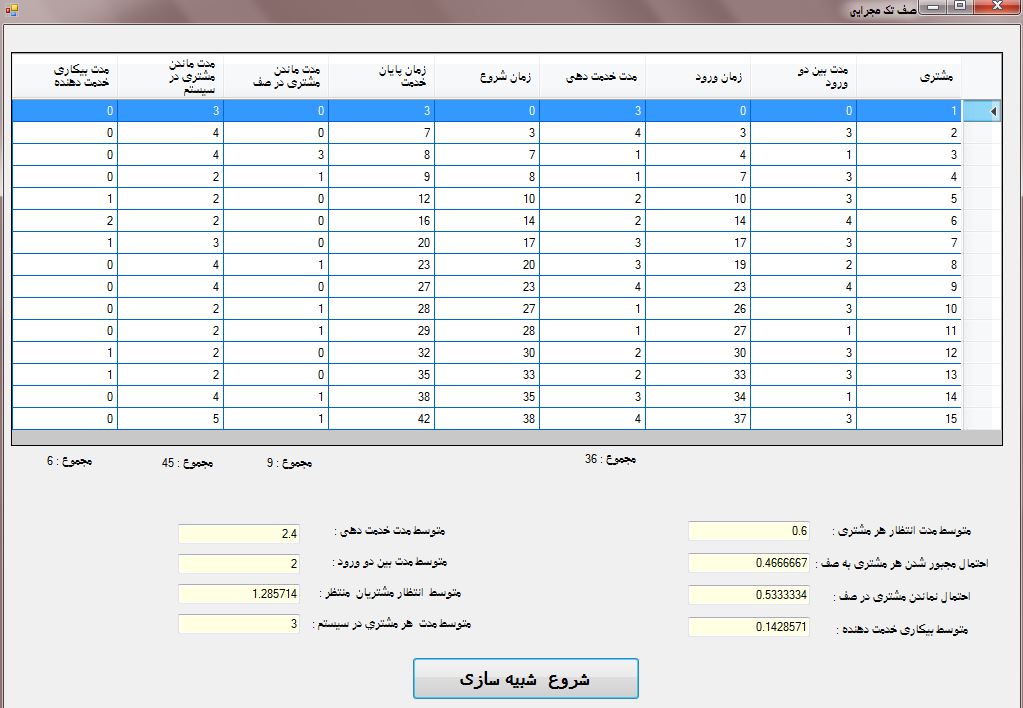 صف تک مجرایی
مشتری مدت بین دو ورود زمان ورود مدت خدمت دهی زمان شروع زمان پایان خدمت مدت ماندن مشتری در صف مدت ماندن مشتری در سیستم مدت بیکاری خدمت دهنده
1 0 0 3 0 3 0 3 0
2 3 3 4 3 7 0 4 0
3 1 4 1 7 8 3 4 0
4 3 7 1 8 9 1 2 0
5 3 10 2 10 12 0 2 1
6 4 14 2 14 16 0 2 2
7 3 17 3 17 20 0 3 1
8 2 19 3 20 23 1 4 0
9 4 23 4 23 27 0 4 0
10 3 26 1 27 28 1 2 0
11 1 27 1 28 29 1 2 0
12 3 30 2 30 32 0 2 1
13 3 33 2 33 35 0 2 1
14 1 34 3 35 38 1 4 0
15 3 37 4 38 42 1 5 0
مجموع : 36 مجموع : 9 مجموع : 45 مجموع : 6
متوسط مدت انتظار هر مشتری : 0.6
احتمال مجبور شدن هر مشتری به صف : 0.4666667
احتمال نماندن مشتری در صف : 0.5333334
متوسط بیکاری خدمت دهنده : 0.1428571
متوسط مدت خدمت دهی : 2.4
متوسط مدت بین دو ورود : 2
متوسط انتظار مشتریان منتظر : 1.285714
متوسط مدت هر مشتري در سیستم : 3
شروع شبیه سازی